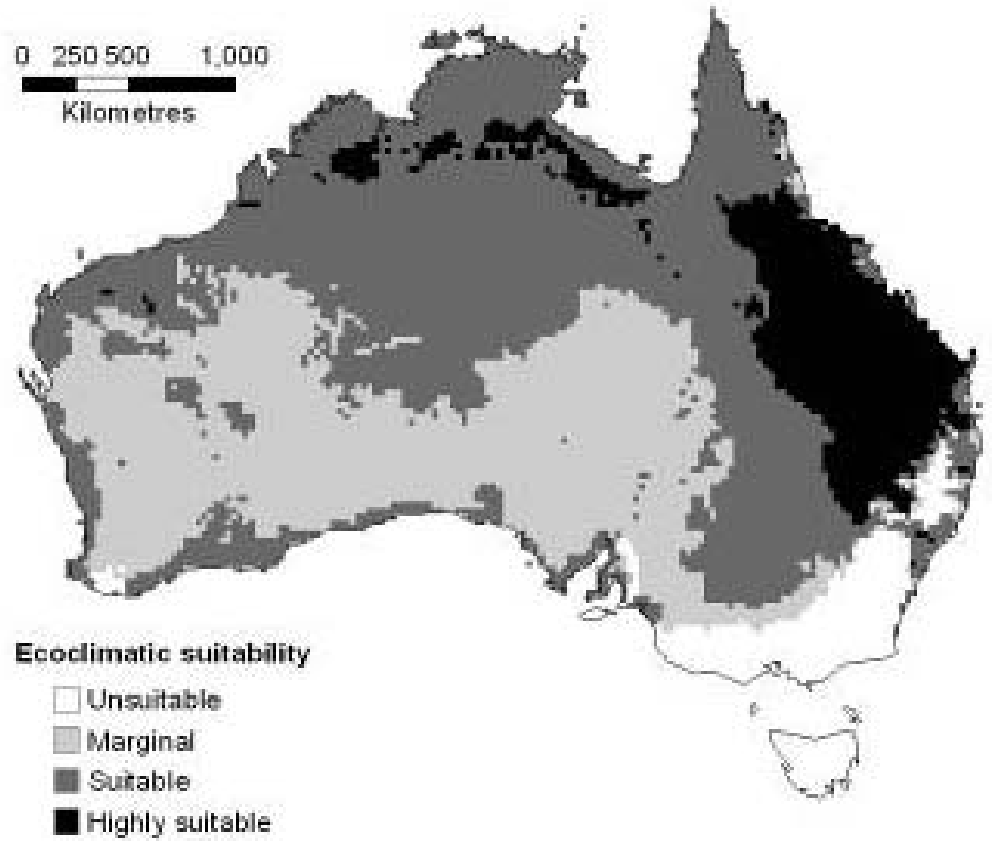 0 250 500 1,000
Kilometres
Ecoclimatic suitability
Unsuitable
Marginal
Suitable
Highly suitable